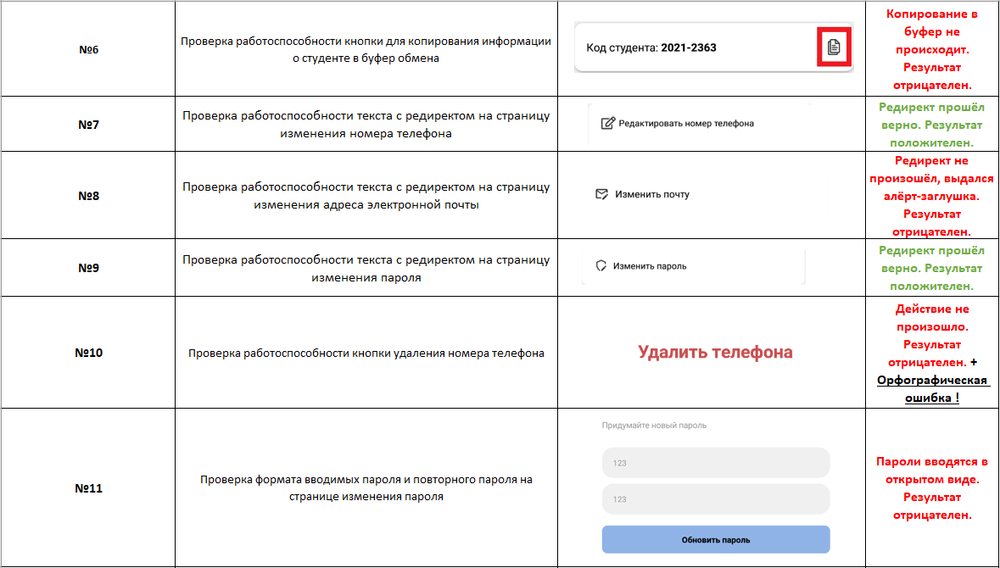 №6
Проверка работоспособности кнопки для копирования информации
о студенте в буфер обмена
Код студента: 2021-2363
Копирование в
буфер не
происходит.
Результат
отрицателен.
№7
Проверка работоспособности текста с редиректом на страницу
изменения номера телефона
Редактировать номер телефона
Редирект прошёл
верно. Результат
положителен.
№8
Проверка работоспособности текста с редиректом на страницу
изменения адреса электронной почты
Изменить почту
Редирект не
произошёл, выдался
алёрт-заглушка.
Результат
отрицателен.
№9
Проверка работоспособности текста с редиректом на страницу
изменения пароля
Изменить пароль
Редирект прошёл
верно. Результат
положителен.
№10
Проверка работоспособности кнопки удаления номера телефона
Удалить телефона
Действие не
произошло.
Результат
отрицателен. +
Орфографическая
ошибка !
№11
Проверка формата вводимых пароля и повторного пароля на
странице изменения пароля
Придумайте новый пароль
123
123
Обновить пароль
Пароли вводятся в
открытом виде.
Результат
отрицателен.